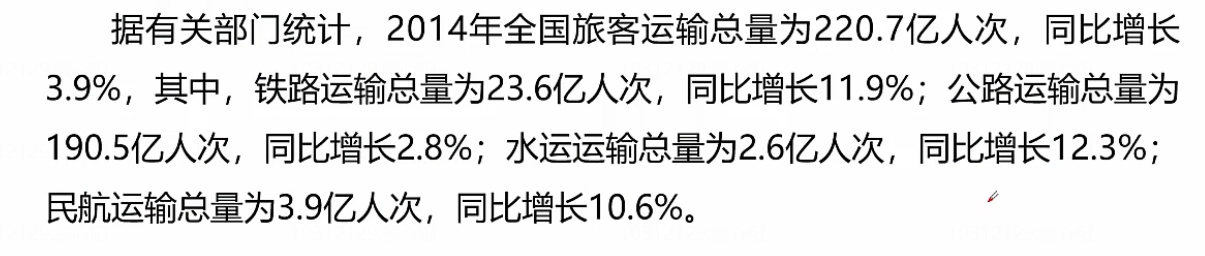 据有关部门统计，2014年全国旅客运输总量为220.7亿人次，同比增长
3.9%，其中，铁路运输总量为23.6亿人次，同比增长11.9%；公路运输总量为
190.5亿人次，同比增长2.8%；水运运输总量为2.6亿人次，同比增长12.3%；
民航运输总量为3.9亿人次，同比增长10.6%。